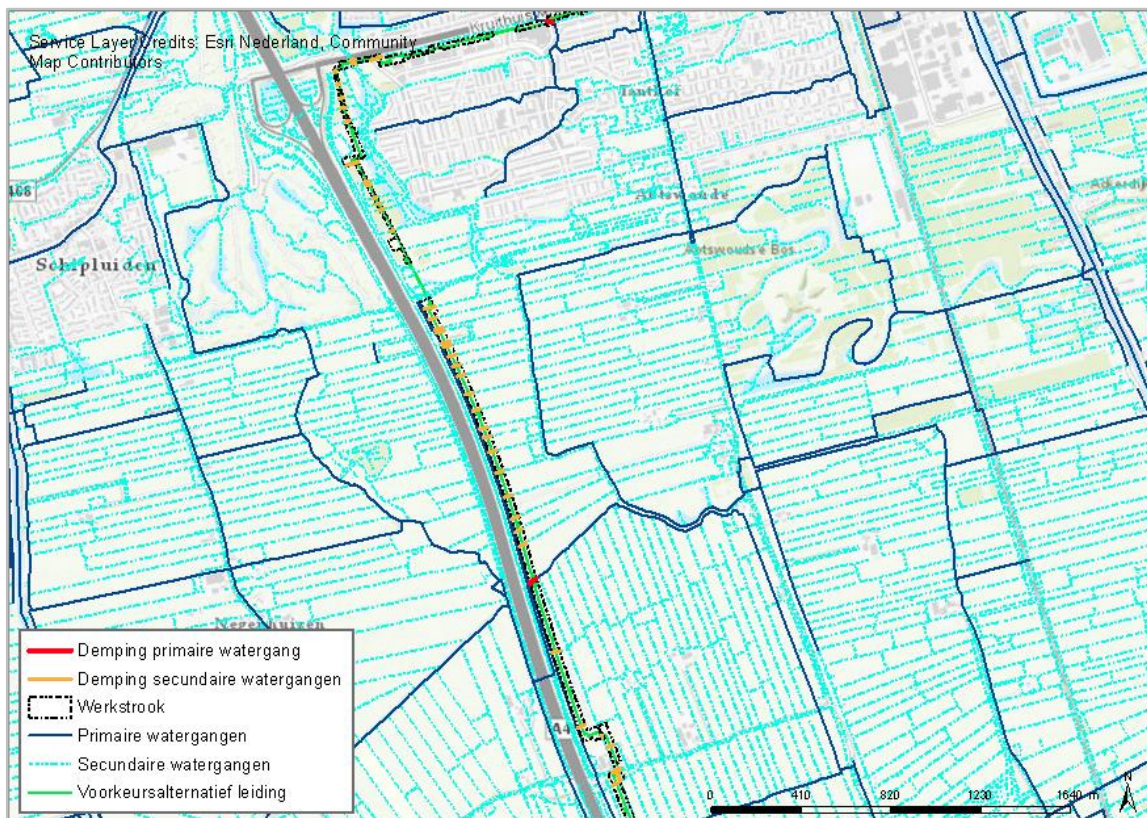 Service Layer Credits: Esri Nederland, Community
Map Contributors
Tanthof
Abtswoude
Abtswoudse Bos
Schipluiden
Negenhuizen
A4
Demping primaire watergang
Demping secundaire watergangen
Werkstrook
Primaire watergangen
Secundaire watergangen
Voorkeursalternatief leiding
0 410 820 1230 1640 m
N